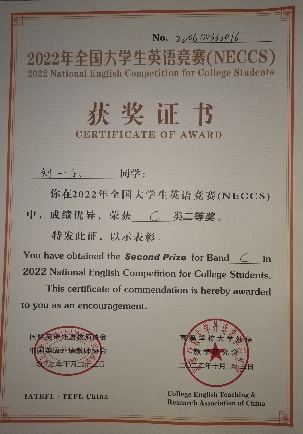 No.
2022年全国大学生英语竞赛(NECCS)
2022 National English Competition for College Students
获奖证书
CERTIFICATE OF AWARD
刘 同学:
你在2022年全国大学生英语竞赛(NECCS)
中,成绩优异,荣获 C 类二等奖。
特发此证,以示表彰。
You have obtained the Second Prize for Band C in
2022 National English Competition for College Students.
This certificate of commendation is hereby awarded
to you as an encouragement.
IATEFL · TEFL China
College English Teaching &
Research Association of China